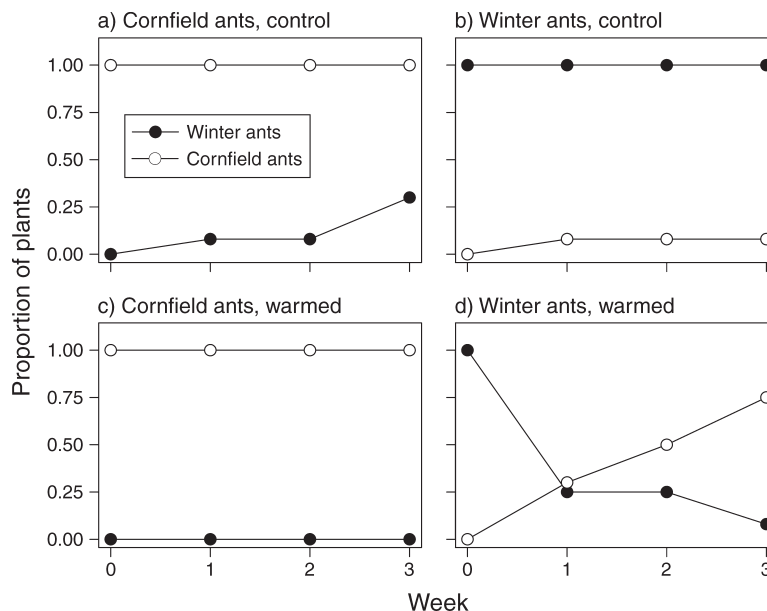 a) Cornfield ants, control
b) Winter ants, control
1.00
0.75
0.50
0.25
0.00
Winter ants
Cornfield ants
c) Cornfield ants, warmed
d) Winter ants, warmed
1.00
0.75
0.50
0.25
0.00
0 1 2 3
0 1 2 3
Proportion of plants
Week